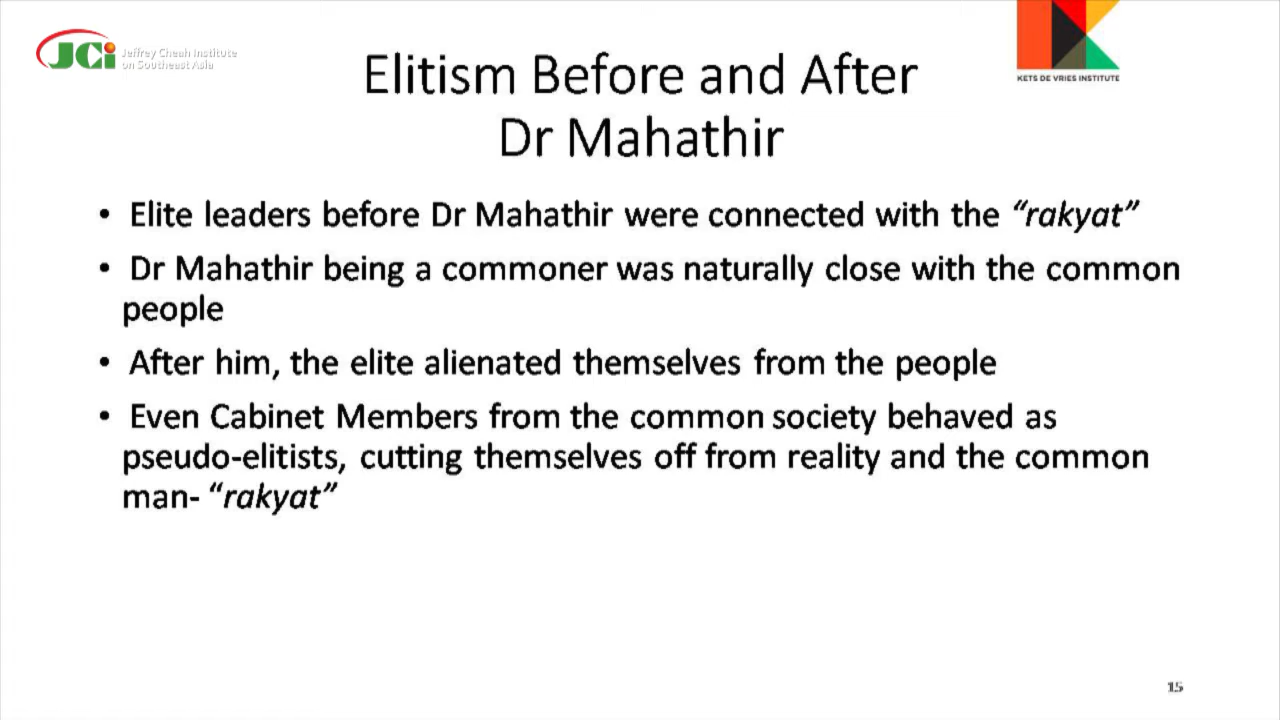 JCi Jeffrey Cheah Institute
on Southeast Asia
KETS DE VRIES INSTITUTE
Elitism Before and After
Dr Mahathir
• Elite leaders before Dr Mahathir were connected with the “rakyat”
• Dr Mahathir being a commoner was naturally close with the common
people
• After him, the elite alienated themselves from the people
• Even Cabinet Members from the common society behaved as
pseudo-elitists, cutting themselves off from reality and the common
man- “rakyat”
15